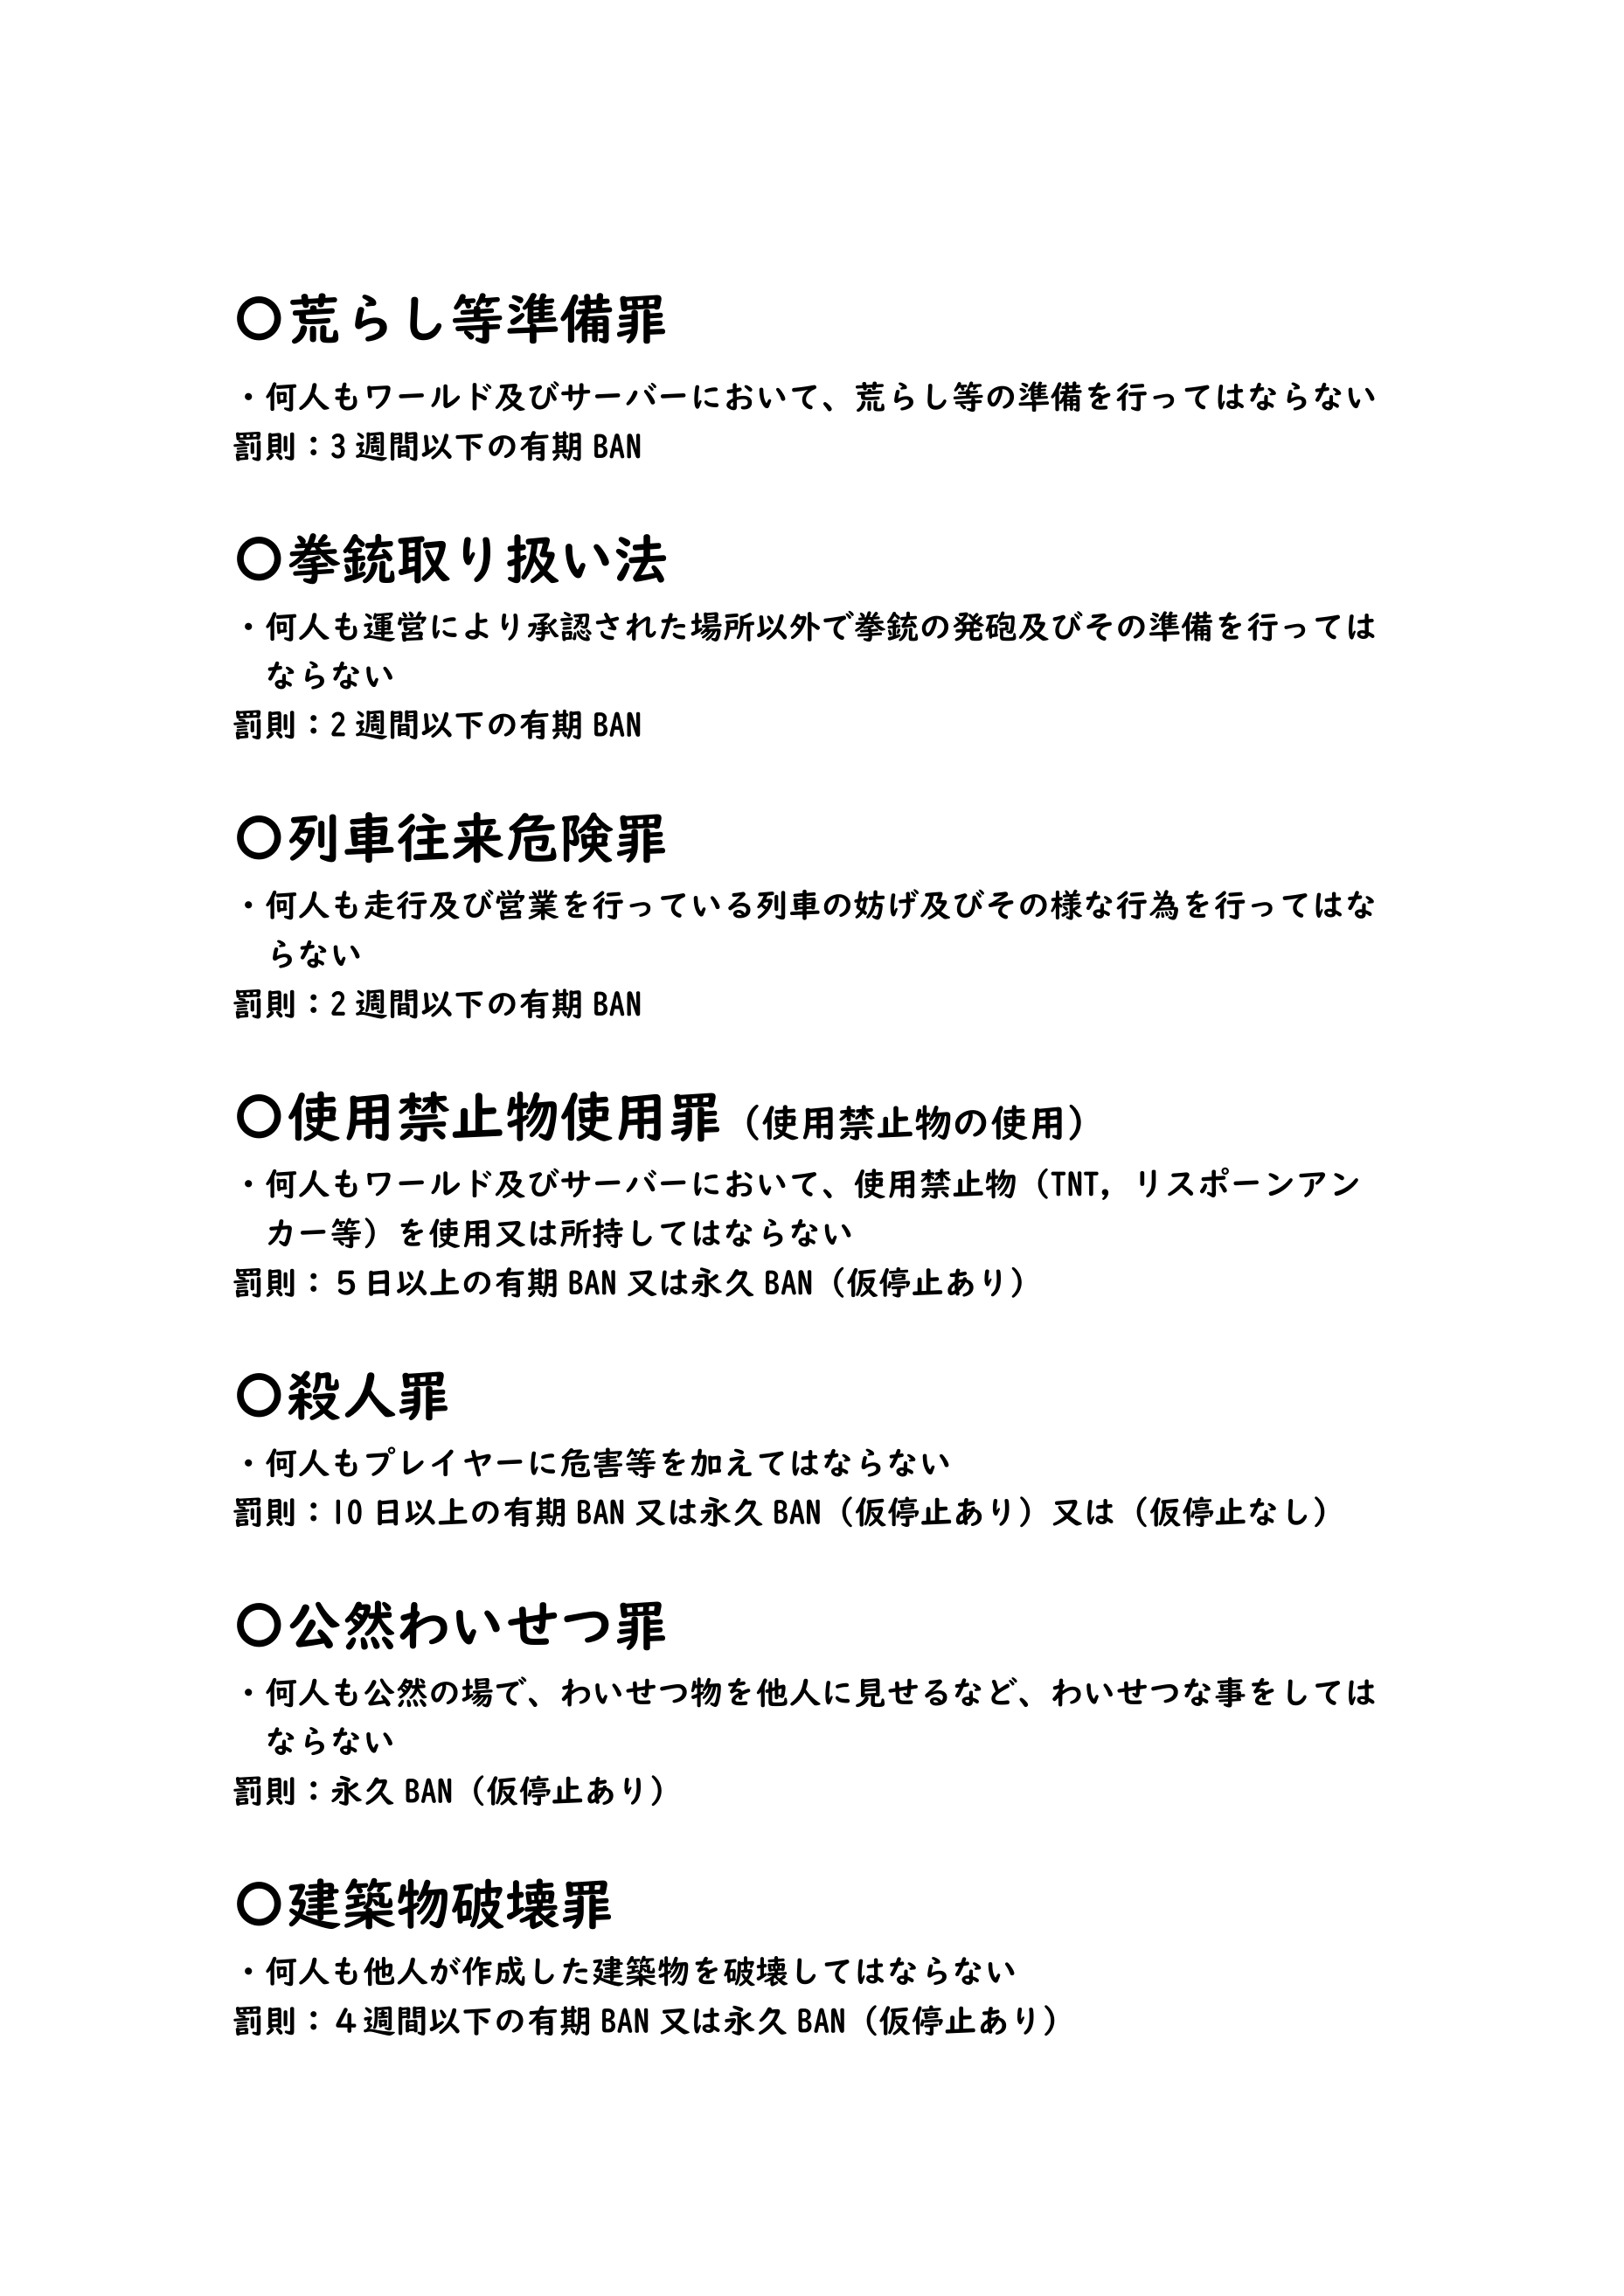 〇荒らし等準備罪
・何人もワールド及びサーバーにおいて、荒らし等の準備を行ってはならない
罰則：3 週間以下の有期 BAN
〇拳銃取り扱い法
・何人も運営により承認された場所以外で拳銃の発砲及びその準備を行っては
ならない
罰則：2 週間以下の有期 BAN
〇列車往来危険罪
・何人も走行及び営業を行っている列車の妨げ及びその様な行為を行ってはな
らない
罰則：2 週間以下の有期 BAN
〇使用禁止物使用罪（使用禁止物の使用）
・何人もワールド及びサーバーにおいて、使用禁止物（TNT，リスポーンアン
カー等）を使用又は所持してはならない
罰則：５日以上の有期 BAN 又は永久 BAN（仮停止あり）
〇殺人罪
・何人もプレイヤーに危害等を加えてはならない
罰則：10 日以上の有期 BAN 又は永久 BAN（仮停止あり）又は（仮停止なし）
〇公然わいせつ罪
・何人も公然の場で、わいせつ物を他人に見せるなど、わいせつな事をしては
ならない
罰則：永久 BAN（仮停止あり）
〇建築物破壊罪
・何人も他人が作成した建築物を破壊してはならない
罰則：４週間以下の有期 BAN 又は永久 BAN（仮停止あり）